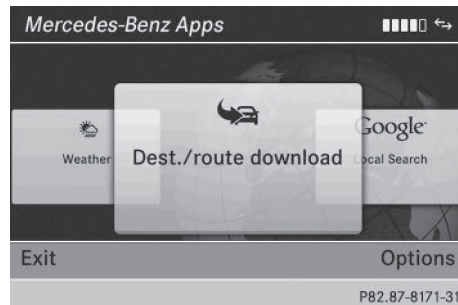 Mercedes-Benz Apps
Weather
Dest./route download
Google
Local Search
Exit
Options
P82.87-8171-31